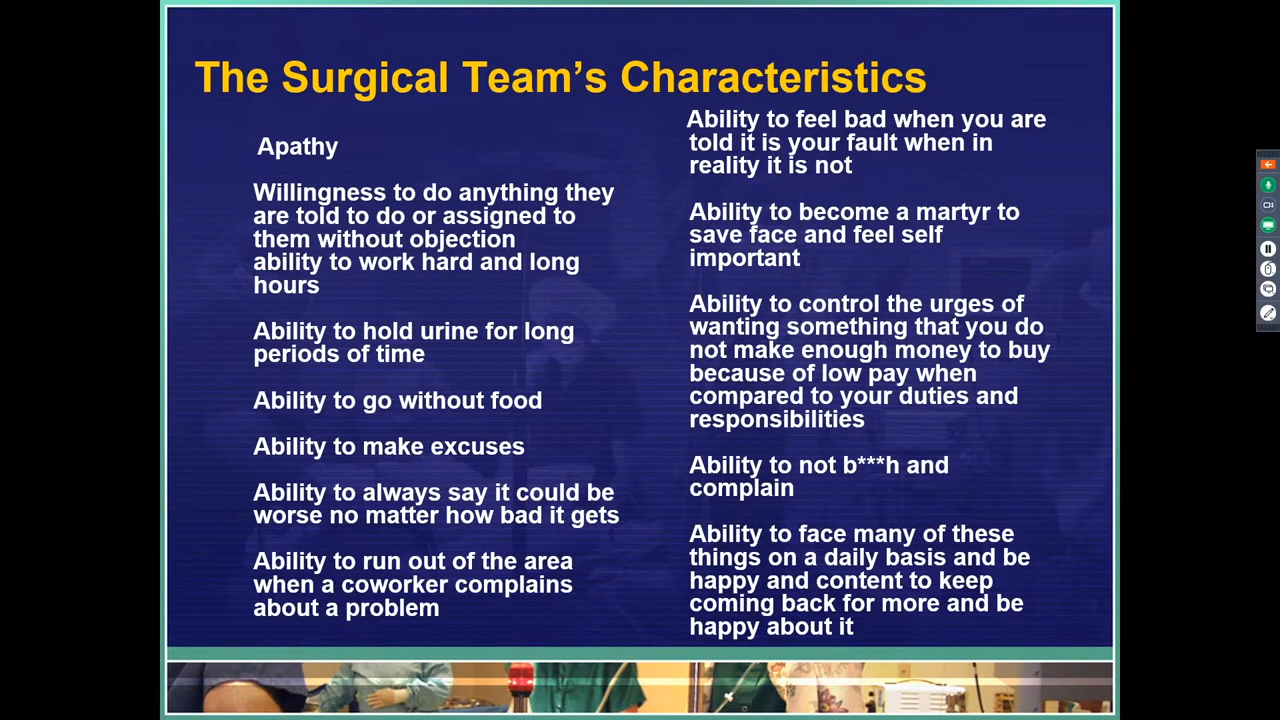 The Surgical Team’s Characteristics
Apathy
Willingness to do anything they
are told to do or assigned to
them without objection
ability to work hard and long
hours
Ability to hold urine for long
periods of time
Ability to go without food
Ability to make excuses
Ability to always say it could be
worse no matter how bad it gets
Ability to run out of the area
when a coworker complains
about a problem
Ability to feel bad when you are
told it is your fault when in
reality it is not
Ability to become a martyr to
save face and feel self
important
Ability to control the urges of
wanting something that you do
not make enough money to buy
because of low pay when
compared to your duties and
responsibilities
Ability to not b***h and
complain
Ability to face many of these
things on a daily basis and be
happy and content to keep
coming back for more and be
happy about it